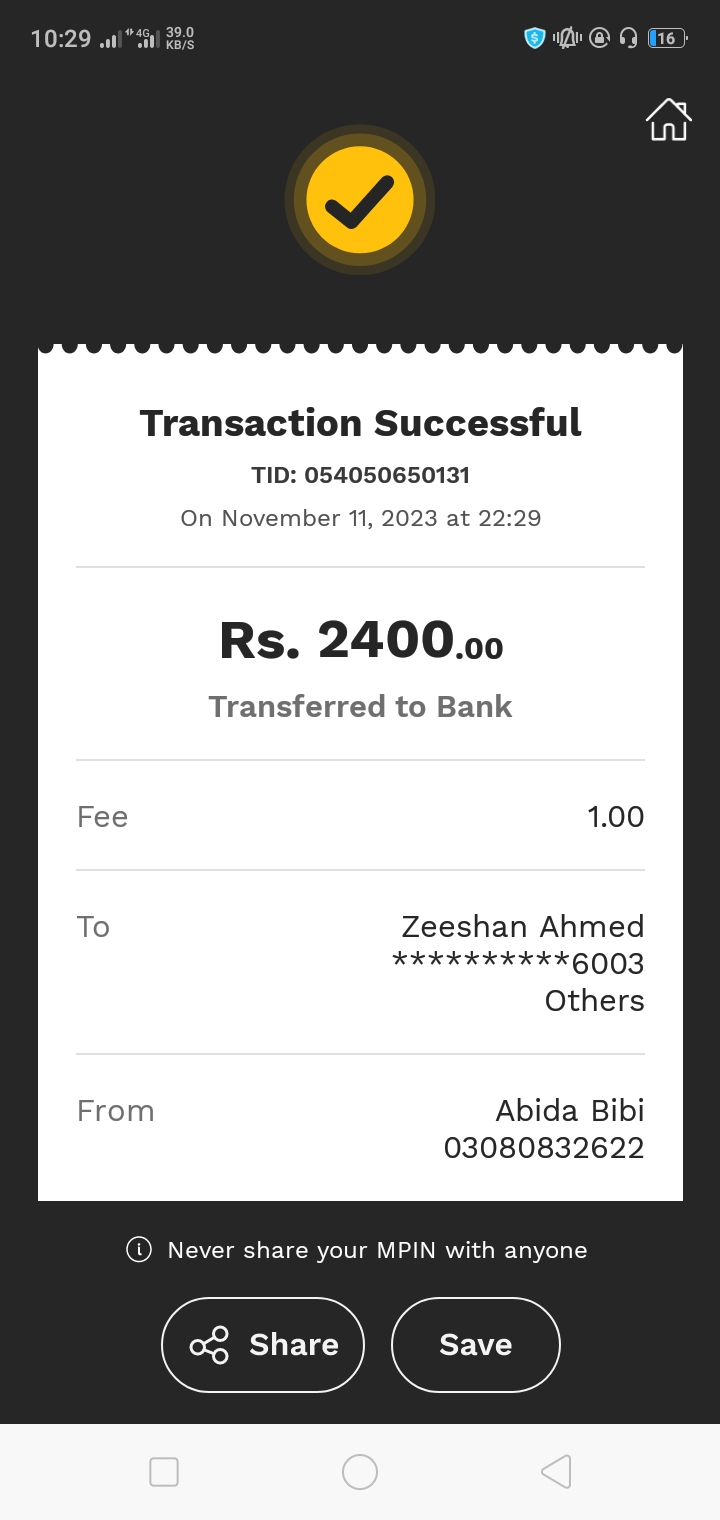 10:29 4G 39.0 KB/S 16
Transaction Successful
TID: 054050650131
On November 11, 2023 at 22:29
Rs. 2400.00
Transferred to Bank
Fee 1.00
To Zeeshan Ahmed
**********6003
Others
From Abida Bibi
03080832622
Never share your MPIN with anyone
Share Save